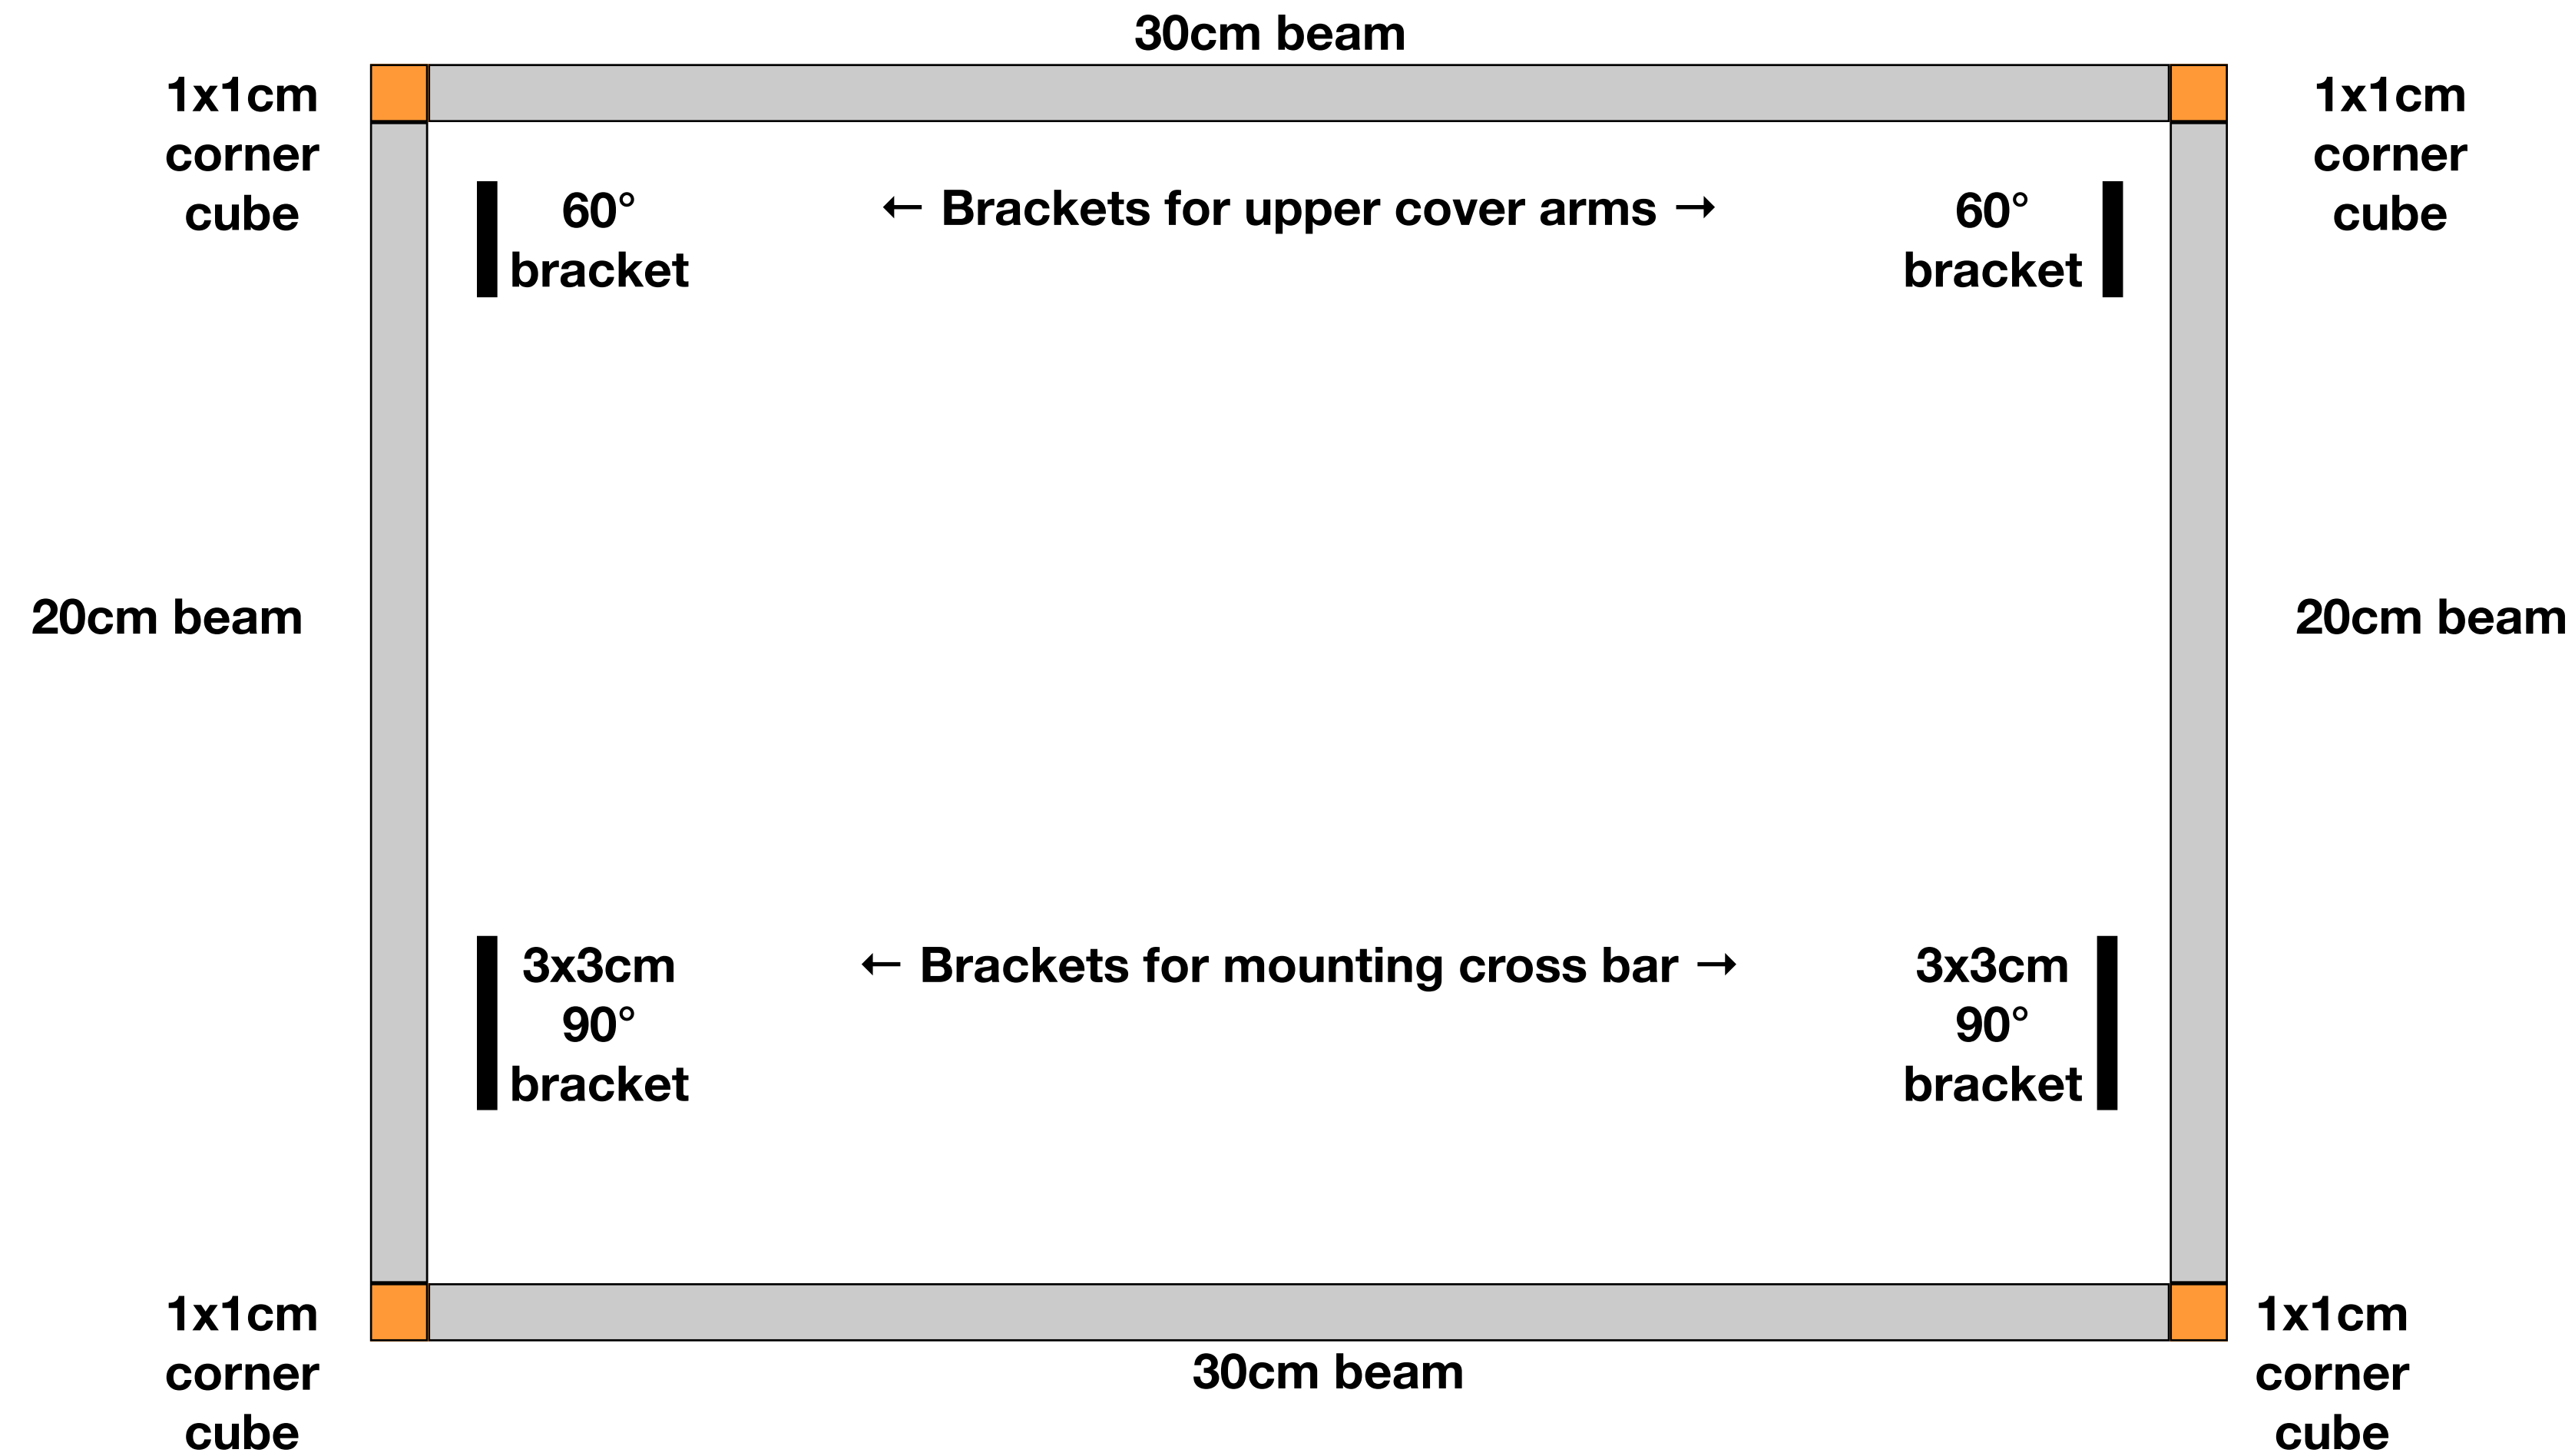 30cm beam
1x1cm
corner
cube
1x1cm
corner
cube
60°
bracket
← Brackets for upper cover arms →
60°
bracket
20cm beam
20cm beam
3x3cm
90°
bracket
← Brackets for mounting cross bar →
3x3cm
90°
bracket
1x1cm
corner
cube
30cm beam
1x1cm
corner
cube